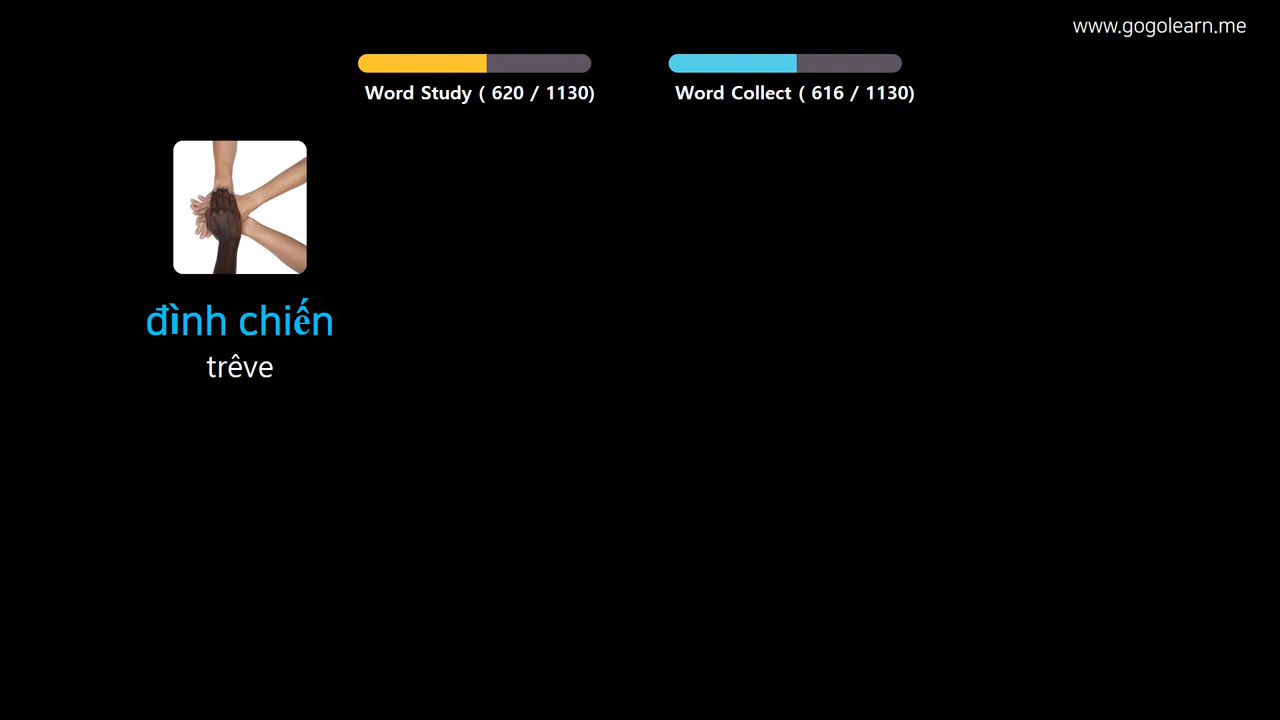 www.gogolearn.me
Word Study ( 620 / 1130)
Word Collect ( 616 / 1130)
đình chiến
trêve